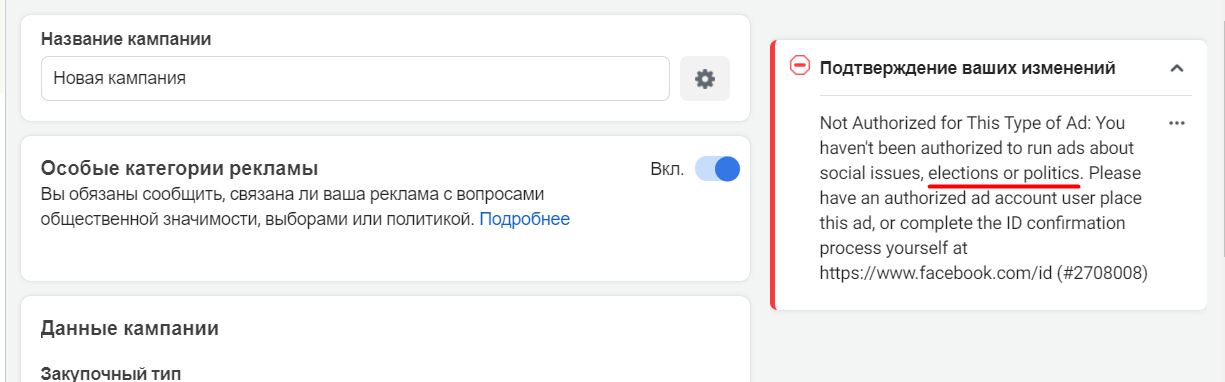 Название кампании
Новая кампания
Особые категории рекламы
Вкл.
Вы обязаны сообщить, связана ли ваша реклама с вопросами
общественной значимости, выборами или политикой. Подробнее
Данные кампании
Закупочный тип
Подтверждение ваших изменений
Not Authorized for This Type of Ad: You
haven't been authorized to run ads about
social issues, elections or politics. Please
have an authorized ad account user place
this ad, or complete the ID confirmation
process yourself at
https://www.facebook.com/id (#2708008)